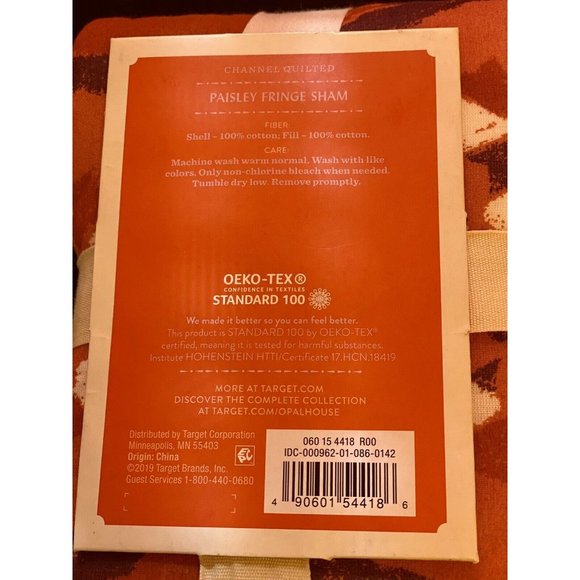 CHANNEL QUILTED
PAISLEY FRINGE SHAM
FIBER:
Shell – 100% cotton; Fill – 100% cotton.
CARE:
Machine wash warm normal. Wash with like
colors. Only non-chlorine bleach when needed.
Tumble dry low. Remove promptly.
OEKO-TEX®
CONFIDENCE IN TEXTILES
STANDARD 100
We made it better so you can feel better.
This product is STANDARD 100 by OEKO-TEX®
certified, meaning it is tested for harmful substances.
Institute HOHENSTEIN HTTI/Certificate 17.HCN.18419
MORE AT TARGET.COM
DISCOVER THE COMPLETE COLLECTION
AT TARGET.COM/OPALHOUSE
Distributed by Target Corporation
Minneapolis, MN 55403
Origin: China
©2019 Target Brands, Inc.
Guest Services 1-800-440-0680
060 15 4418 R00
IDC-000962-01-086-0142
4 90601 54418 6